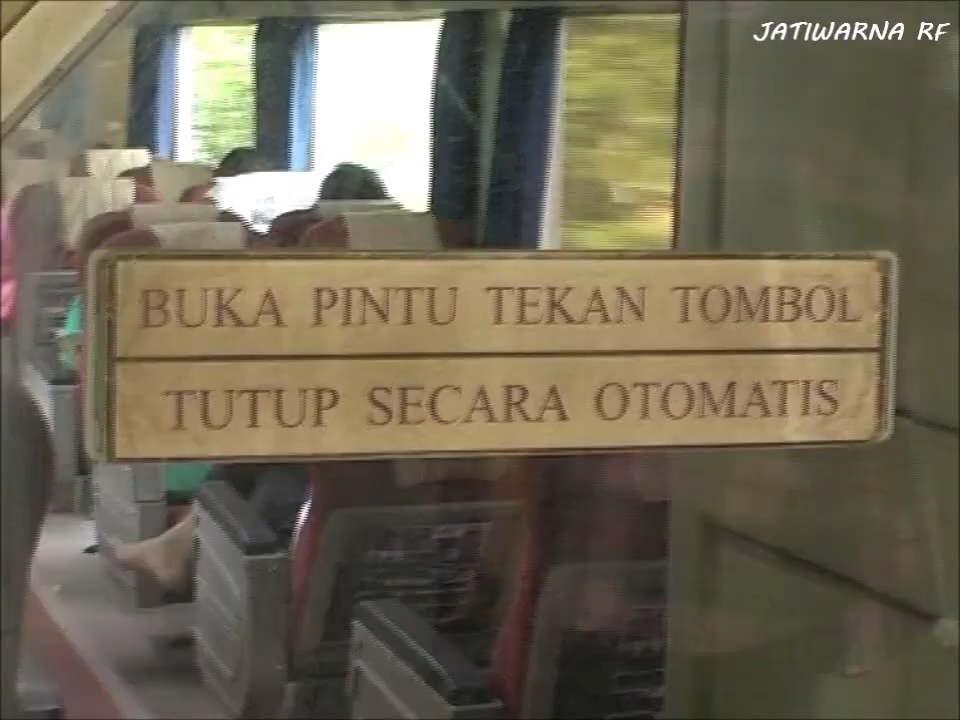 JATIWARNA RF
BUKA PINTU TEKAN TOMBOL
TUTUP SECARA OTOMATIS